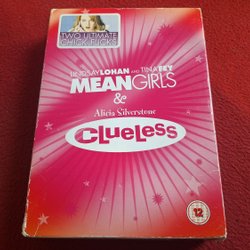 TWO ULTIMATE
CHICK FLICKS
LINDSAY LOHAN AND TINA FEY
MEAN GIRLS
&
Alicia Silverstone
CLUELESS
12